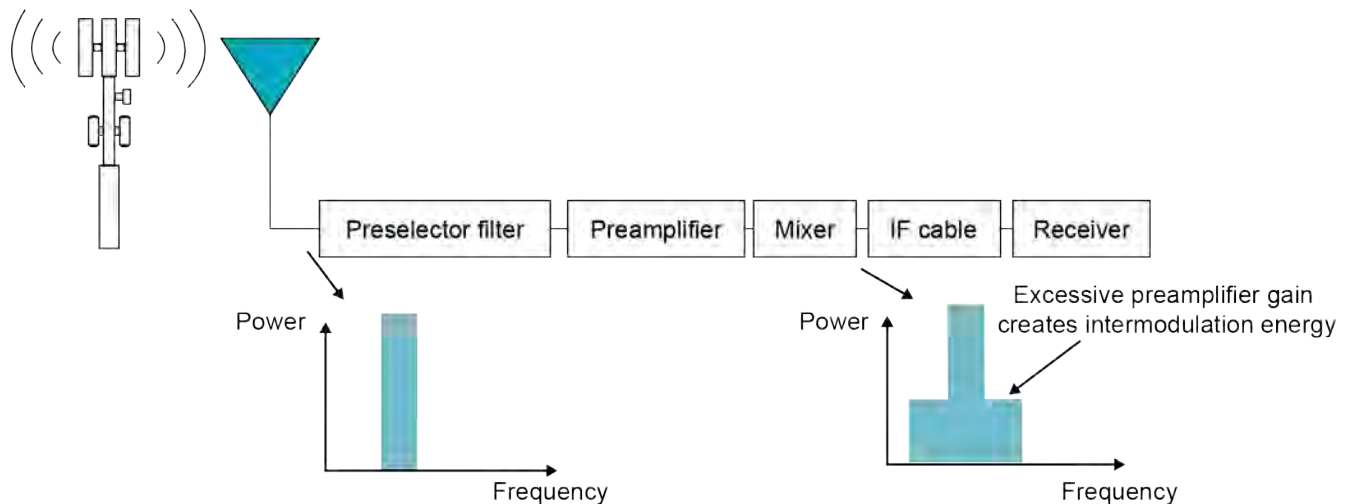 Preselector filter
Preamplifier
Mixer
IF cable
Receiver
Power
Frequency
Power
Excessive preamplifier gain
creates intermodulation energy
Frequency